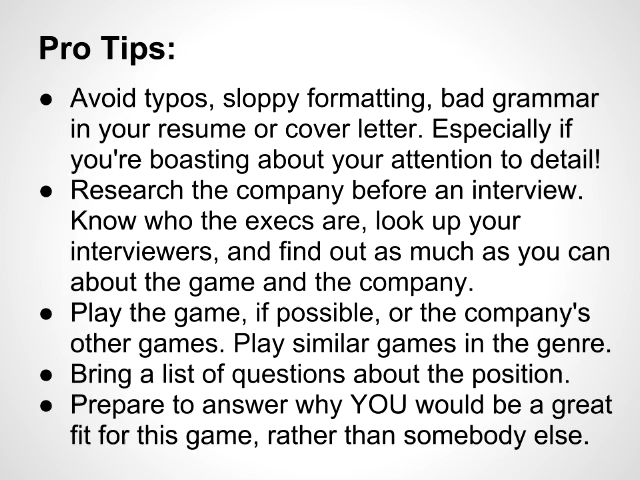 Pro Tips:
● Avoid typos, sloppy formatting, bad grammar
in your resume or cover letter. Especially if
you're boasting about your attention to detail!
● Research the company before an interview.
Know who the execs are, look up your
interviewers, and find out as much as you can
about the game and the company.
● Play the game, if possible, or the company's
other games. Play similar games in the genre.
● Bring a list of questions about the position.
● Prepare to answer why YOU would be a great
fit for this game, rather than somebody else.